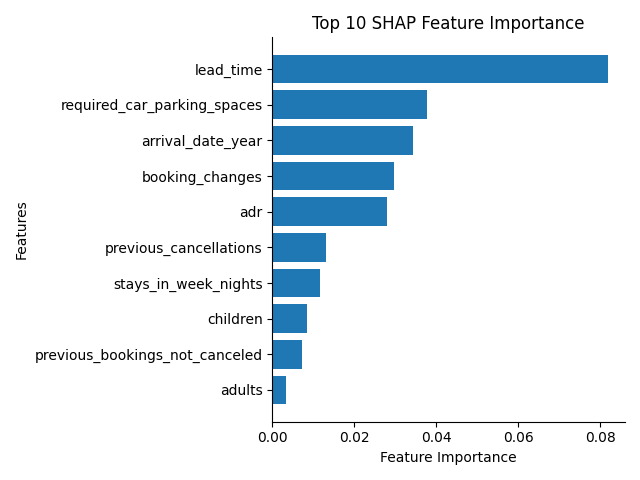 Top 10 SHAP Feature Importance
lead_time
required_car_parking_spaces
arrival_date_year
booking_changes
adr
previous_cancellations
stays_in_week_nights
children
previous_bookings_not_canceled
adults
Features
0.00 0.02 0.04 0.06 0.08
Feature Importance